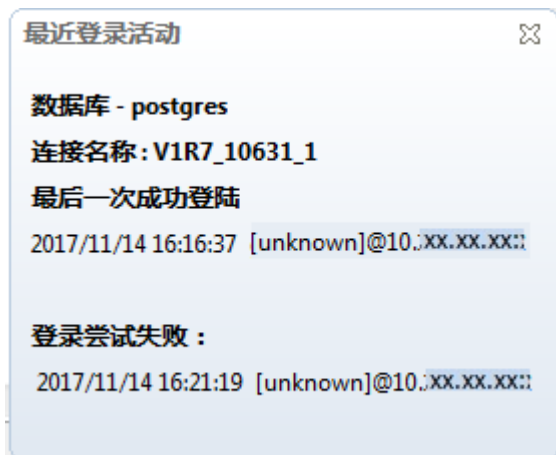 最近登录活动
数据库 - postgres
连接名称 : V1R7_10631_1
最后一次成功登陆
2017/11/14 16:16:37 [unknown]@10.xx.xx.xx:
登录尝试失败：
2017/11/14 16:21:19 [unknown]@10.xx.xx.xx: